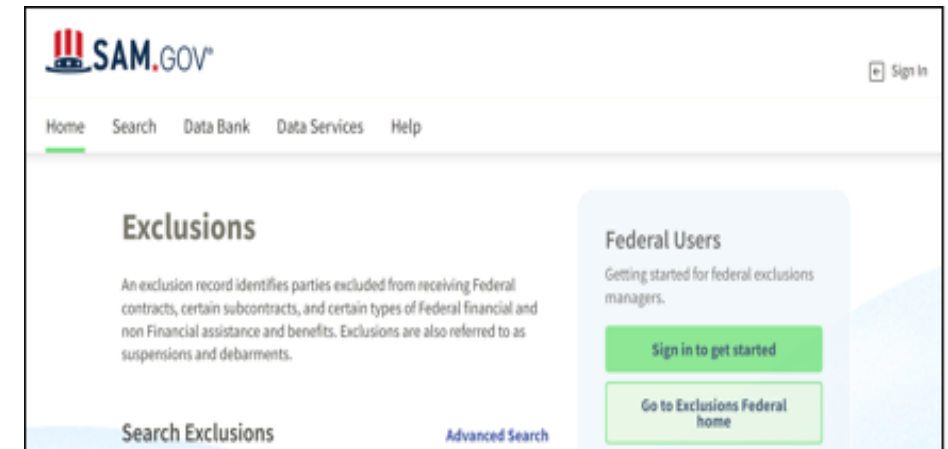 SAM.GOV®
Sign In
Home Search Data Bank Data Services Help
Exclusions
An exclusion record identifies parties excluded from receiving Federal
contracts, certain subcontracts, and certain types of Federal financial and
non Financial assistance and benefits. Exclusions are also referred to as
suspensions and debarments.
Search Exclusions
Advanced Search
Federal Users
Getting started for federal exclusions
managers.
Sign in to get started
Go to Exclusions Federal
home